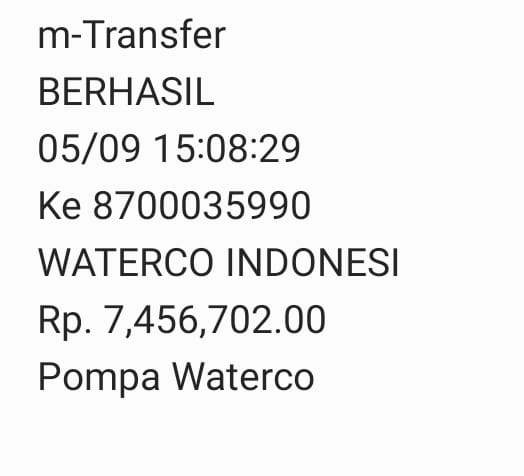 m-Transfer
BERHASIL
05/09 15:08:29
Ke 8700035990
WATERCO INDONESI
Rp. 7,456,702.00
Pompa Waterco